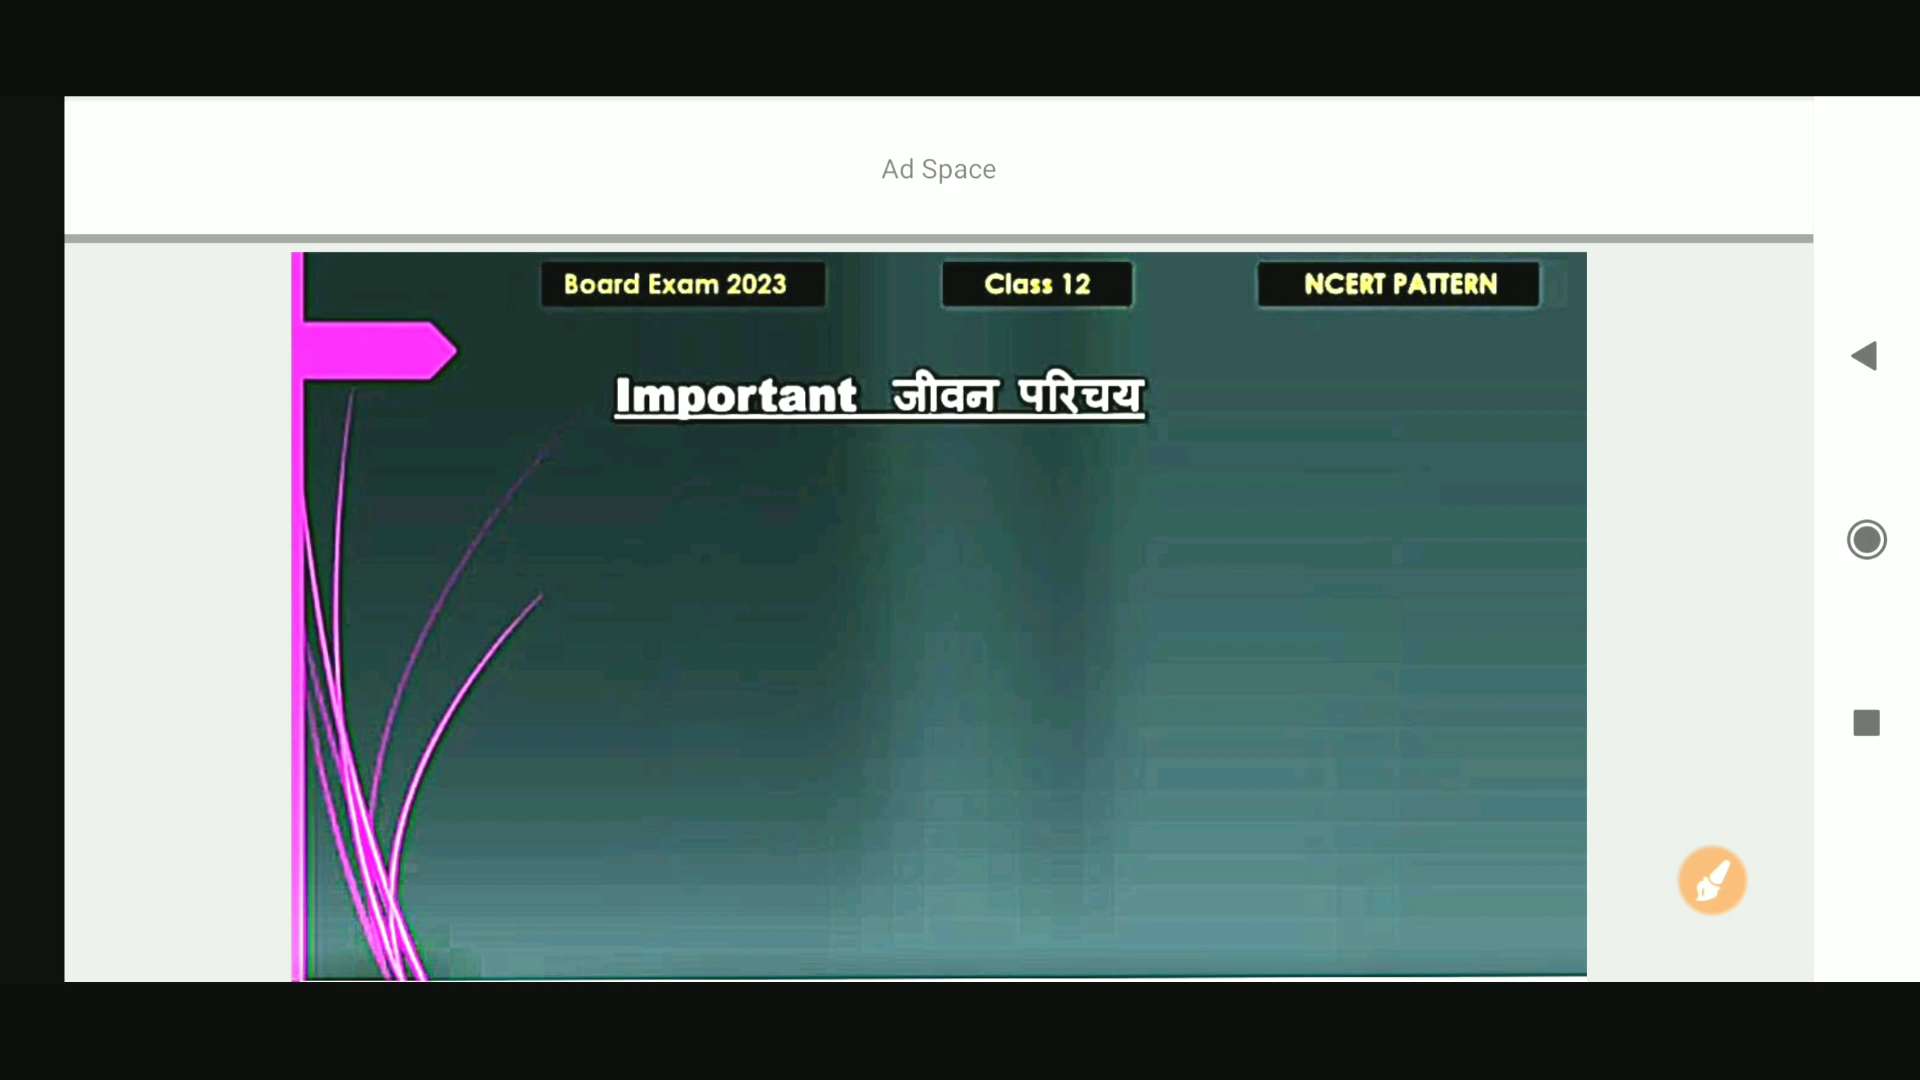 Ad Space
Board Exam 2023 Class 12 NCERT PATTERN
Important जीवन परिचय